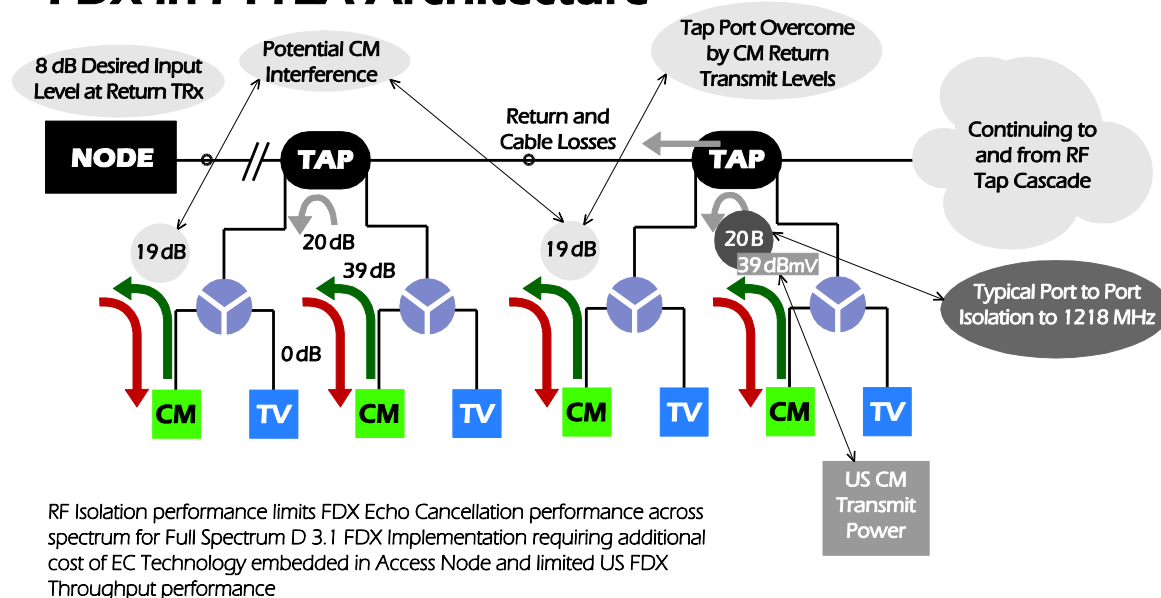 FDX in FTTLA Architecture
8 dB Desired Input
Level at Return TRx
Potential CM
Interference
Tap Port Overcome
by CM Return
Transmit Levels
Return and
Cable Losses
NODE
TAP
TAP
Continuing to
and from RF
Tap Cascade
19 dB
20 dB
39 dB
19 dB
20 B
39 dBmV
Typical Port to Port
Isolation to 1218 MHz
0 dB
CM
TV
CM
TV
CM
TV
CM
TV
US CM
Transmit
Power
RF Isolation performance limits FDX Echo Cancellation performance across
spectrum for Full Spectrum D 3.1 FDX Implementation requiring additional
cost of EC Technology embedded in Access Node and limited US FDX
Throughput performance